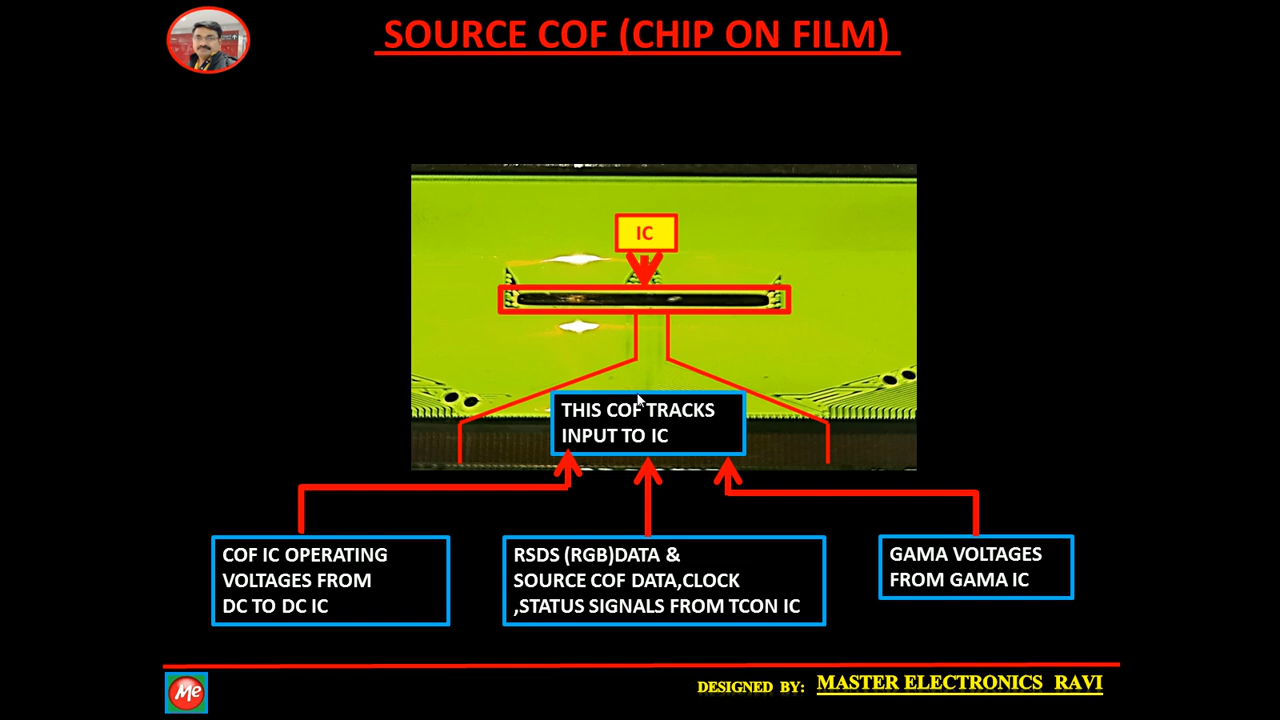 SOURCE COF (CHIP ON FILM)
IC
THIS COF TRACKS
INPUT TO IC
COF IC OPERATING
VOLTAGES FROM
DC TO DC IC
RSDS (RGB)DATA &
SOURCE COF DATA,CLOCK
,STATUS SIGNALS FROM TCON IC
GAMA VOLTAGES
FROM GAMA IC
Me
DESIGNED BY: MASTER ELECTRONICS RAVI